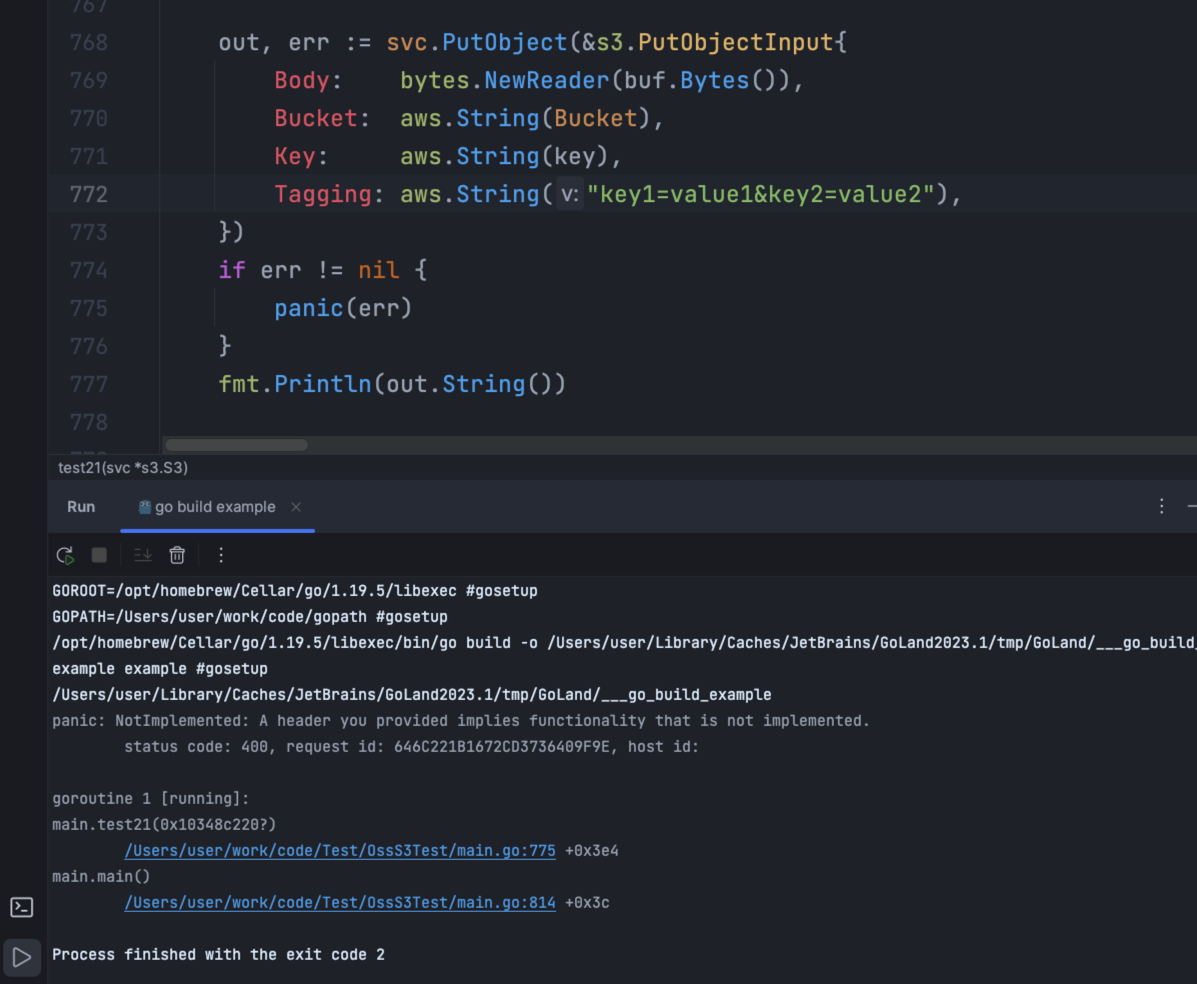 767
768 out, err := svc.PutObject(&s3.PutObjectInput{
769 Body: bytes.NewReader(buf.Bytes()),
770 Bucket: aws.String(Bucket),
771 Key: aws.String(key),
772 Tagging: aws.String( v: "key1=value1&key2=value2"),
773 })
774 if err != nil {
775 panic(err)
776 }
777 fmt.Println(out.String())
778
test21(svc *s3.S3)
Run go build example
GOROOT=/opt/homebrew/Cellar/go/1.19.5/libexec #gosetup
GOPATH=/Users/user/work/code/gopath #gosetup
/opt/homebrew/Cellar/go/1.19.5/libexec/bin/go build -o /Users/user/Library/Caches/JetBrains/GoLand2023.1/tmp/GoLand/___go_build_
example example #gosetup
/Users/user/Library/Caches/JetBrains/GoLand2023.1/tmp/GoLand/___go_build_example
panic: NotImplemented: A header you provided implies functionality that is not implemented.
status code: 400, request id: 646C221B1672CD3736409F9E, host id:
goroutine 1 [running]:
main.test21(0x10348c220?)
/Users/user/work/code/Test/OssS3Test/main.go:775 +0x3e4
main.main()
/Users/user/work/code/Test/OssS3Test/main.go:814 +0x3c
Process finished with the exit code 2